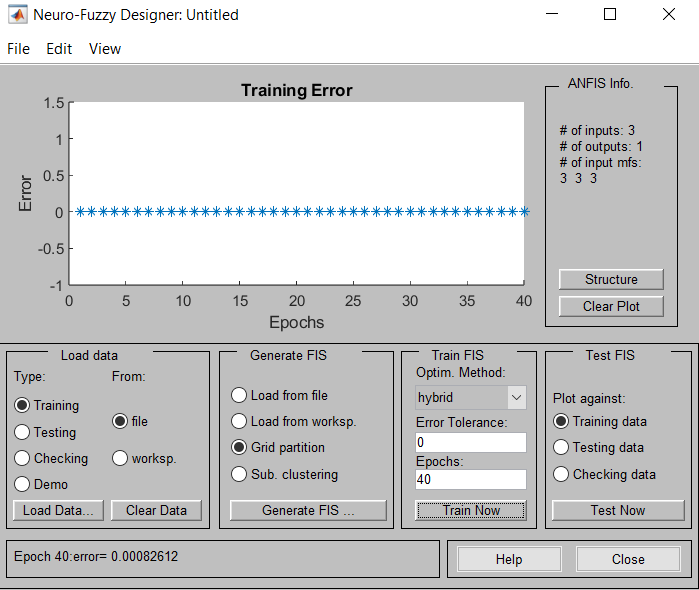 Neuro-Fuzzy Designer: Untitled
File Edit View
Training Error
1.5
1
0.5
0
-0.5
-1
Error
0 5 10 15 20 25 30 35 40
Epochs
ANFIS Info.
# of inputs: 3
# of outputs: 1
# of input mfs:
3 3 3
Structure
Clear Plot
Load data
Type: From:
Training
file
Testing
Checking
worksp.
Demo
Load Data... Clear Data
Generate FIS
Load from file
Load from worksp.
Grid partition
Sub. clustering
Generate FIS ...
Train FIS
Optim. Method:
hybrid
Error Tolerance:
0
Epochs:
40
Train Now
Test FIS
Plot against:
Training data
Testing data
Checking data
Test Now
Epoch 40:error= 0.00082612
Help Close